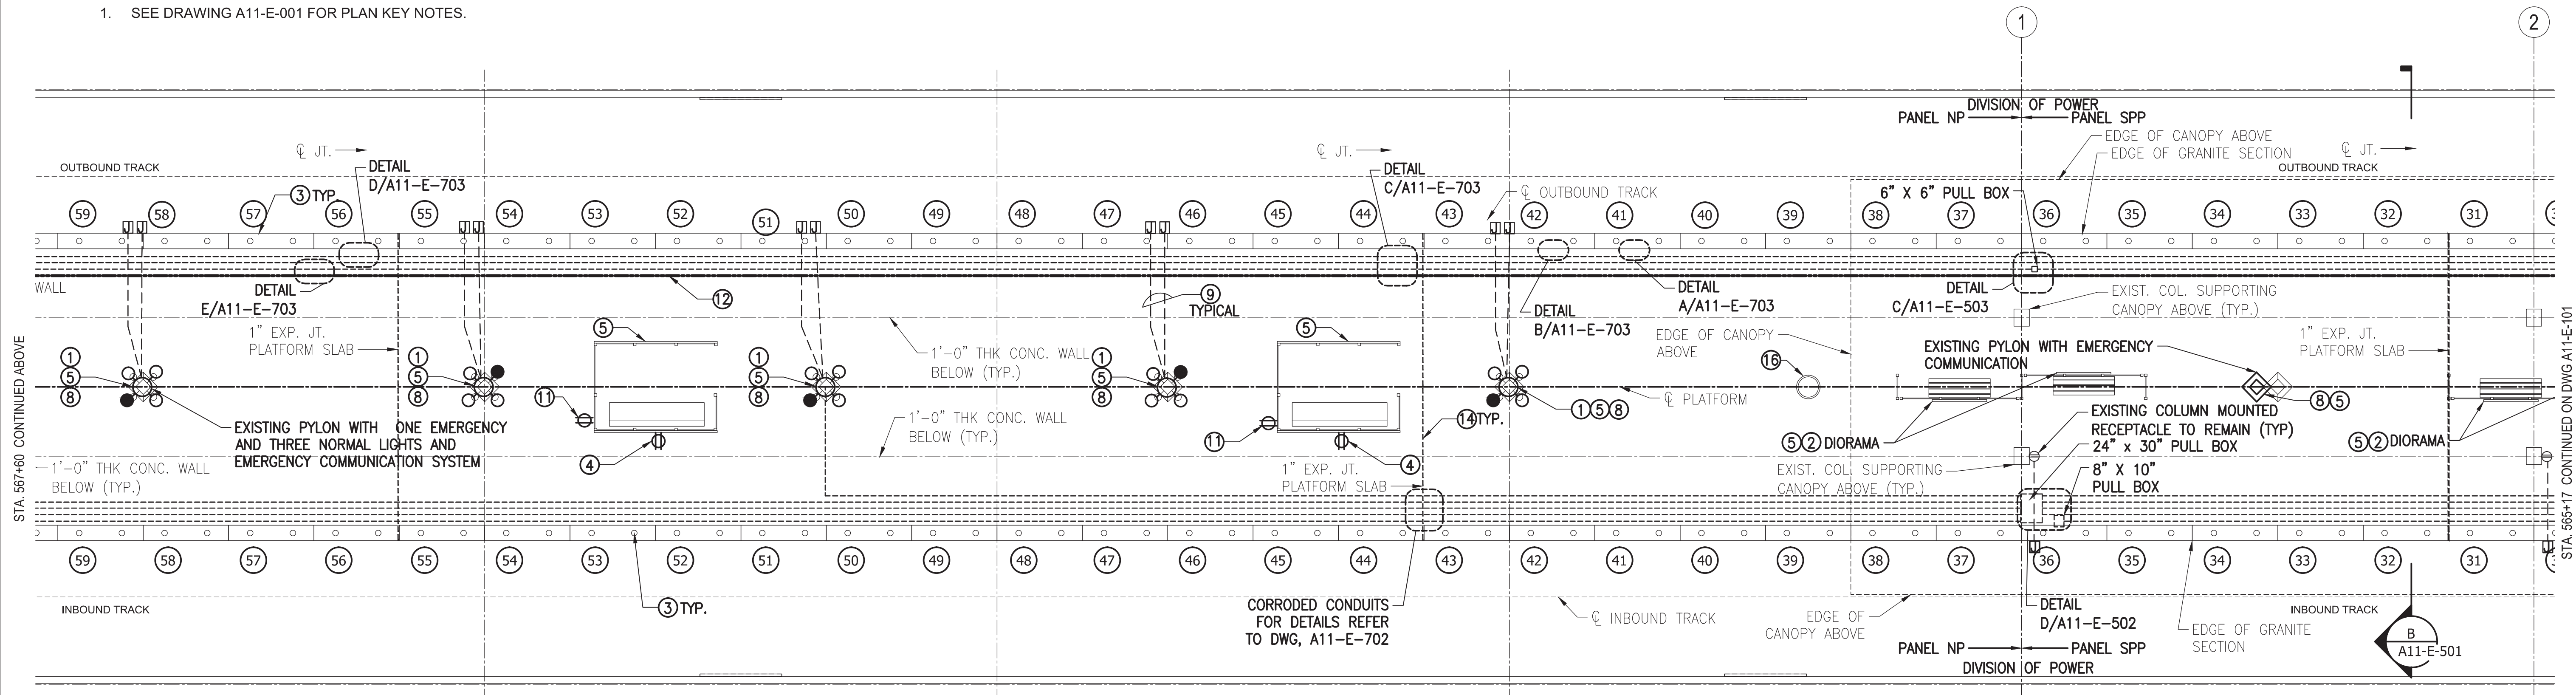 1. SEE DRAWING A11-E-001 FOR PLAN KEY NOTES.
1
2
DIVISION OF POWER
PANEL NP
PANEL SPP
EDGE OF CANOPY ABOVE
EDGE OF GRANITE SECTION
℄ JT.
℄ JT.
℄ JT.
OUTBOUND TRACK
OUTBOUND TRACK
DETAIL
D/A11-E-703
DETAIL
C/A11-E-703
℄ OUTBOUND TRACK
6" X 6" PULL BOX
3 TYP.
59 58 57 56 55 54 53 52 51 50 49 48 47 46 45 44 43 42 41 40 39 38 37 36 35 34 33 32 31
WALL
DETAIL
E/A11-E-703
12
9
TYPICAL
DETAIL
B/A11-E-703
DETAIL
A/A11-E-703
DETAIL
C/A11-E-503
EXIST. COL. SUPPORTING
CANOPY ABOVE (TYP.)
1" EXP. JT.
PLATFORM SLAB
5
5
1'-0" THK CONC. WALL
BELOW (TYP.)
EDGE OF CANOPY
ABOVE
16
EXISTING PYLON WITH EMERGENCY
COMMUNICATION
1" EXP. JT.
PLATFORM SLAB
STA. 567+60 CONTINUED ABOVE
STA. 565+17 CONTINUED ON DWG A11-E-101
1
5
8
1
5
8
1
5
8
1
5
8
℄ PLATFORM
1 5 8
8 5
11
11
4
4
EXISTING PYLON WITH ONE EMERGENCY
AND THREE NORMAL LIGHTS AND
EMERGENCY COMMUNICATION SYSTEM
1'-0" THK CONC. WALL
BELOW (TYP.)
14 TYP.
EXISTING COLUMN MOUNTED
RECEPTACLE TO REMAIN (TYP)
24" x 30" PULL BOX
8" X 10"
PULL BOX
5 2 DIORAMA
5 2 DIORAMA
1'-0" THK CONC. WALL
BELOW (TYP.)
1" EXP. JT.
PLATFORM SLAB
EXIST. COL. SUPPORTING
CANOPY ABOVE (TYP.)
59 58 57 56 55 54 53 52 51 50 49 48 47 46 45 44 43 42 41 40 39 38 37 36 35 34 33 32 31
INBOUND TRACK
3 TYP.
CORRODED CONDUITS
FOR DETAILS REFER
TO DWG, A11-E-702
℄ INBOUND TRACK
EDGE OF
CANOPY ABOVE
DETAIL
D/A11-E-502
EDGE OF GRANITE
SECTION
INBOUND TRACK
B
A11-E-501
PANEL NP
PANEL SPP
DIVISION OF POWER